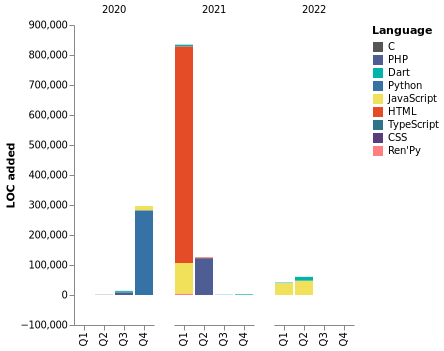 2020 2021 2022
900,000
800,000
700,000
600,000
500,000
400,000
300,000
200,000
100,000
0
−100,000
LOC added
Q1 Q2 Q3 Q4 Q1 Q2 Q3 Q4 Q1 Q2 Q3 Q4
Language
C
PHP
Dart
Python
JavaScript
HTML
TypeScript
CSS
Ren'Py